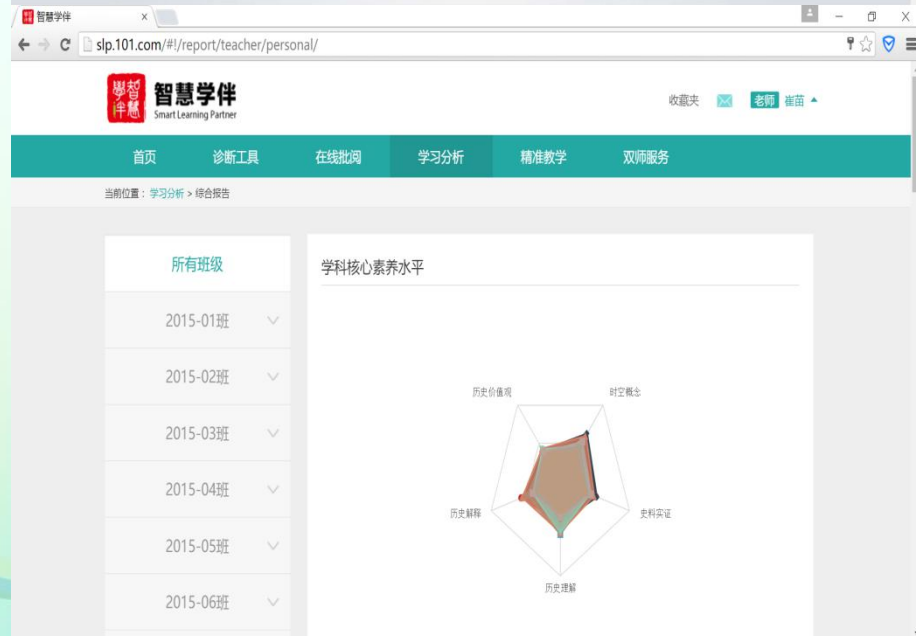 智慧学伴
slp.101.com/#!/report/teacher/personal/
學智
伴慧
智慧学伴
Smart Learning Partner
收藏夹 老师 崔苗
首页 诊断工具 在线批阅 学习分析 精准教学 双师服务
当前位置： 学习分析 > 综合报告
所有班级
2015-01班
2015-02班
2015-03班
2015-04班
2015-05班
2015-06班
学科核心素养水平
历史价值观
时空概念
历史解释
史料实证
历史理解